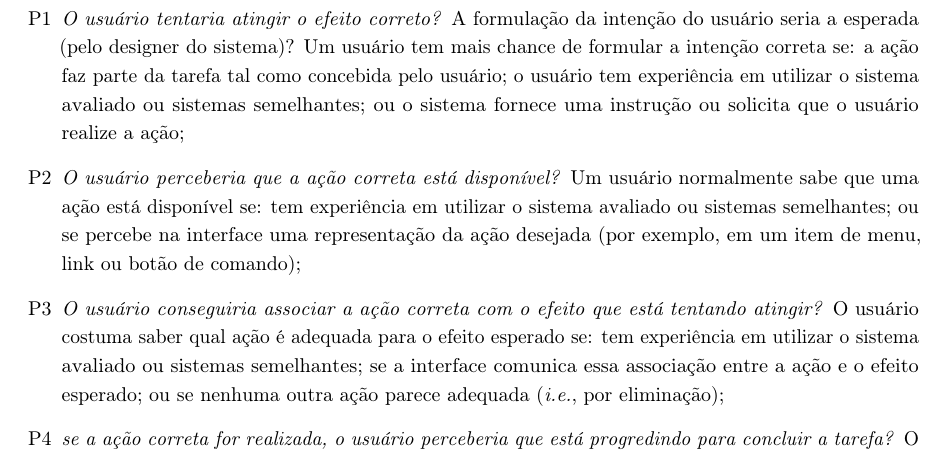 P1 O usuário tentaria atingir o efeito correto? A formulação da intenção do usuário seria a esperada
(pelo designer do sistema)? Um usuário tem mais chance de formular a intenção correta se: a ação
faz parte da tarefa tal como concebida pelo usuário; o usuário tem experiência em utilizar o sistema
avaliado ou sistemas semelhantes; ou o sistema fornece uma instrução ou solicita que o usuário
realize a ação;
P2 O usuário perceberia que a ação correta está disponível? Um usuário normalmente sabe que uma
ação está disponível se: tem experiência em utilizar o sistema avaliado ou sistemas semelhantes; ou
se percebe na interface uma representação da ação desejada (por exemplo, em um item de menu,
link ou botão de comando);
P3 O usuário conseguiria associar a ação correta com o efeito que está tentando atingir? O usuário
costuma saber qual ação é adequada para o efeito esperado se: tem experiência em utilizar o sistema
avaliado ou sistemas semelhantes; se a interface comunica essa associação entre a ação e o efeito
esperado; ou se nenhuma outra ação parece adequada (i.e., por eliminação);
P4 se a ação correta for realizada, o usuário perceberia que está progredindo para concluir a tarefa? O